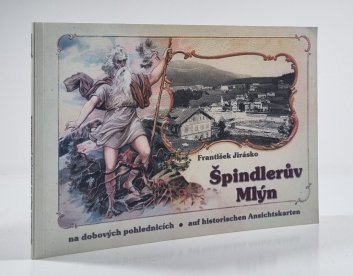 František Jirásko
Špindlerův
Mlýn
na dobových pohlednicích • auf historischen Ansichtskarten